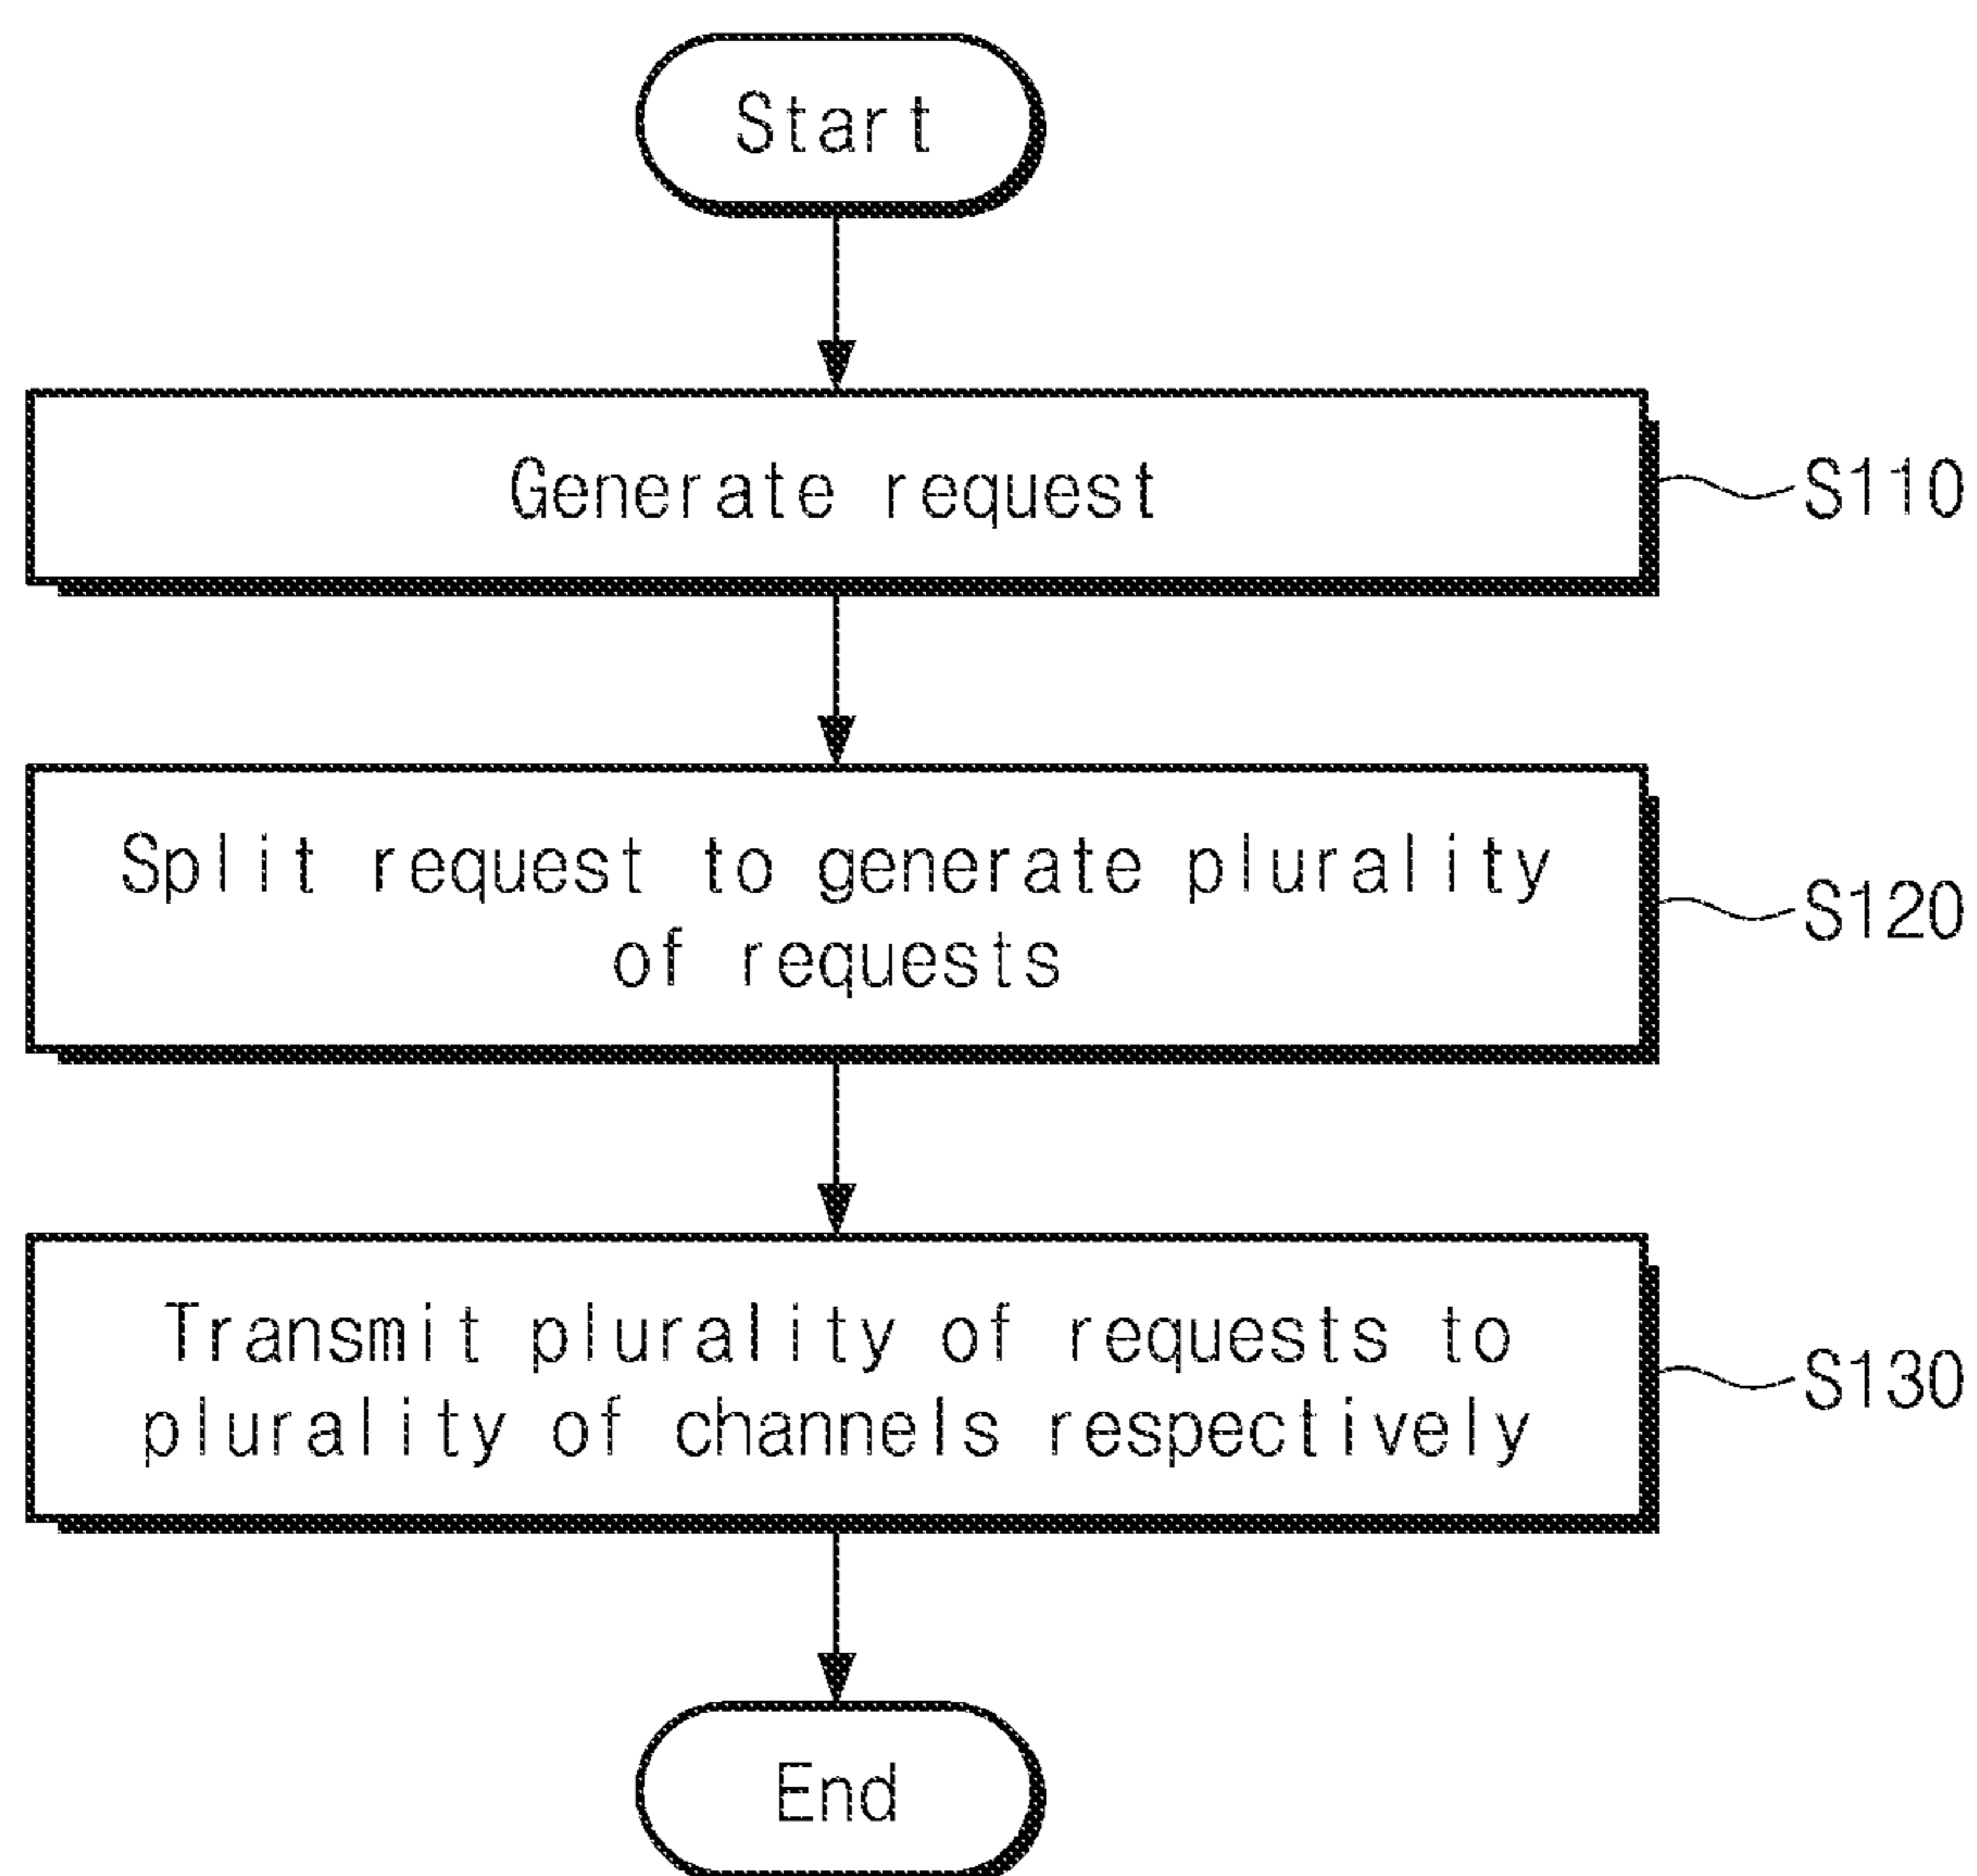 Start
Generate request
S110
Split request to generate plurality
of requests
S120
Transmit plurality of requests to
plurality of channels respectively
S130
End